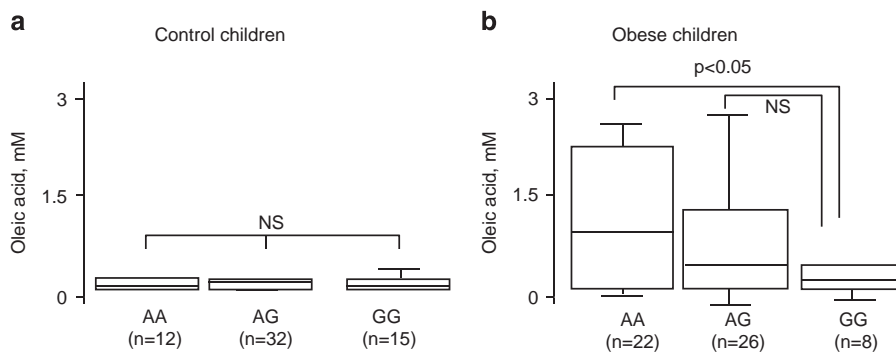 a
Control children
3
1.5
0
Oleic acid, mM
NS
AA
(n=12)
AG
(n=32)
GG
(n=15)
b
Obese children
p<0.05
NS
3
1.5
0
Oleic acid, mM
AA
(n=22)
AG
(n=26)
GG
(n=8)